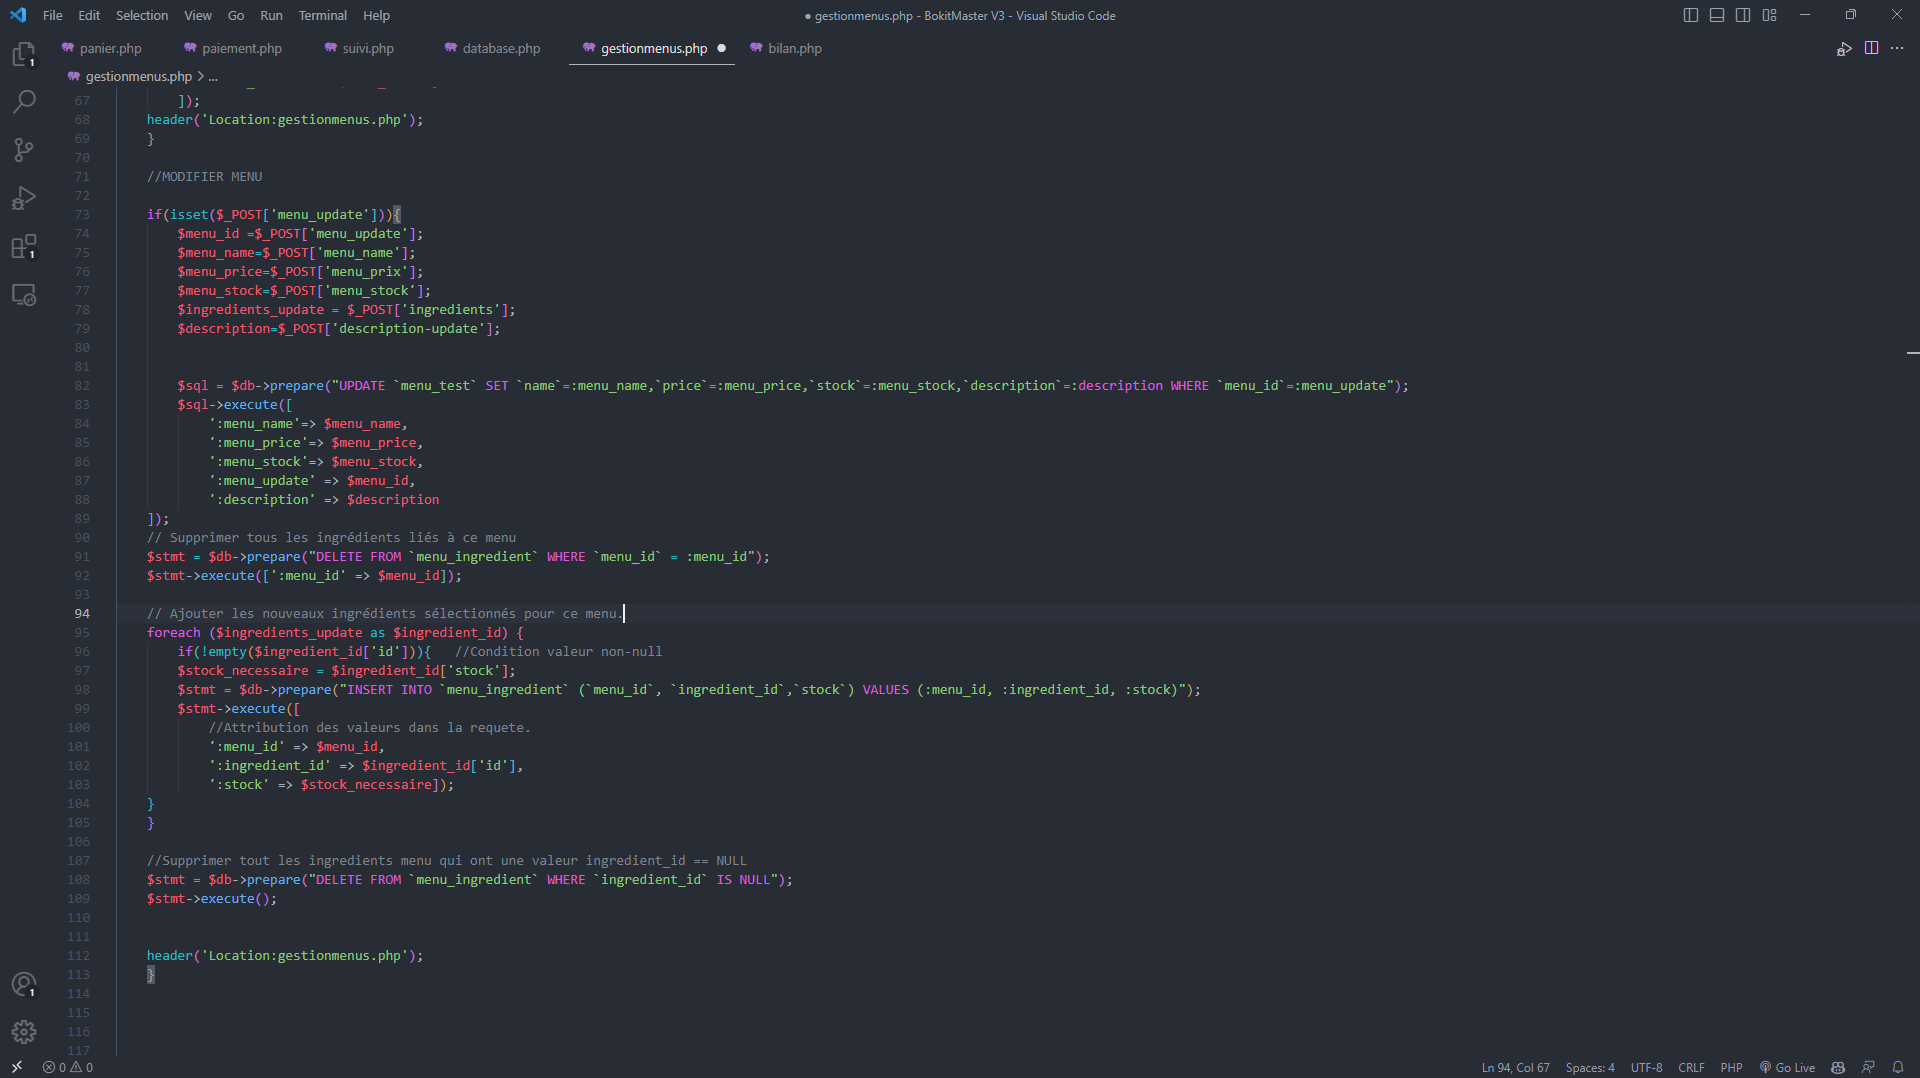 File Edit Selection View Go Run Terminal Help
● gestionmenus.php - BokitMaster V3 - Visual Studio Code
panier.php paiement.php suivi.php database.php gestionmenus.php ● bilan.php
gestionmenus.php > ...
67 ]);
68 header('Location:gestionmenus.php');
69 }
70
71 //MODIFIER MENU
72
73 if(isset($_POST['menu_update'])){
74 $menu_id =$_POST['menu_update'];
75 $menu_name=$_POST['menu_name'];
76 $menu_price=$_POST['menu_prix'];
77 $menu_stock=$_POST['menu_stock'];
78 $ingredients_update = $_POST['ingredients'];
79 $description=$_POST['description-update'];
80
81
82 $sql = $db->prepare("UPDATE `menu_test` SET `name`=:menu_name,`price`=:menu_price,`stock`=:menu_stock,`description`=:description WHERE `menu_id`=:menu_update");
83 $sql->execute([
84 ':menu_name'=> $menu_name,
85 ':menu_price'=> $menu_price,
86 ':menu_stock'=> $menu_stock,
87 ':menu_update' => $menu_id,
88 ':description' => $description
89 ]);
90 // Supprimer tous les ingrédients liés à ce menu
91 $stmt = $db->prepare("DELETE FROM `menu_ingredient` WHERE `menu_id` = :menu_id");
92 $stmt->execute([':menu_id' => $menu_id]);
93
94 // Ajouter les nouveaux ingrédients sélectionnés pour ce menu.
95 foreach ($ingredients_update as $ingredient_id) {
96 if(!empty($ingredient_id['id'])){ //Condition valeur non-null
97 $stock_necessaire = $ingredient_id['stock'];
98 $stmt = $db->prepare("INSERT INTO `menu_ingredient` (`menu_id`, `ingredient_id`,`stock`) VALUES (:menu_id, :ingredient_id, :stock)");
99 $stmt->execute([
100 //Attribution des valeurs dans la requete.
101 ':menu_id' => $menu_id,
102 ':ingredient_id' => $ingredient_id['id'],
103 ':stock' => $stock_necessaire]);
104 }
105 }
106
107 //Supprimer tout les ingredients menu qui ont une valeur ingredient_id == NULL
108 $stmt = $db->prepare("DELETE FROM `menu_ingredient` WHERE `ingredient_id` IS NULL");
109 $stmt->execute();
110
111
112 header('Location:gestionmenus.php');
113 }
114
115
116
117
1
1
1
0 0
Ln 94, Col 67 Spaces: 4 UTF-8 CRLF PHP Go Live